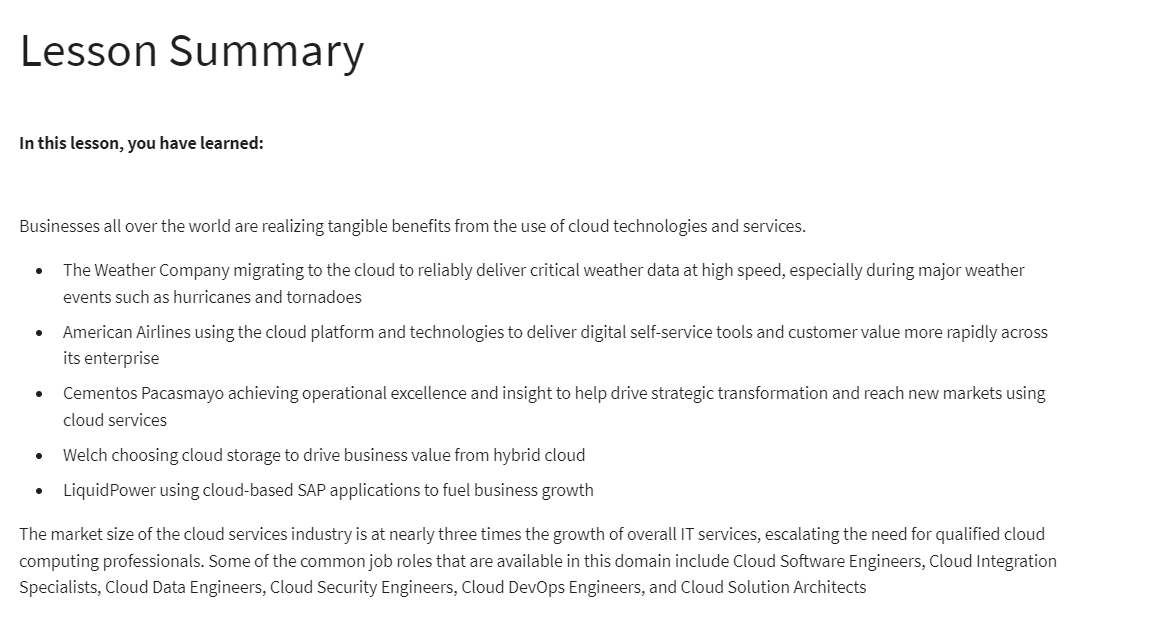 Lesson Summary
In this lesson, you have learned:
Businesses all over the world are realizing tangible benefits from the use of cloud technologies and services.
• The Weather Company migrating to the cloud to reliably deliver critical weather data at high speed, especially during major weather
events such as hurricanes and tornadoes
• American Airlines using the cloud platform and technologies to deliver digital self-service tools and customer value more rapidly across
its enterprise
• Cementos Pacasmayo achieving operational excellence and insight to help drive strategic transformation and reach new markets using
cloud services
• Welch choosing cloud storage to drive business value from hybrid cloud
• LiquidPower using cloud-based SAP applications to fuel business growth
The market size of the cloud services industry is at nearly three times the growth of overall IT services, escalating the need for qualified cloud
computing professionals. Some of the common job roles that are available in this domain include Cloud Software Engineers, Cloud Integration
Specialists, Cloud Data Engineers, Cloud Security Engineers, Cloud DevOps Engineers, and Cloud Solution Architects